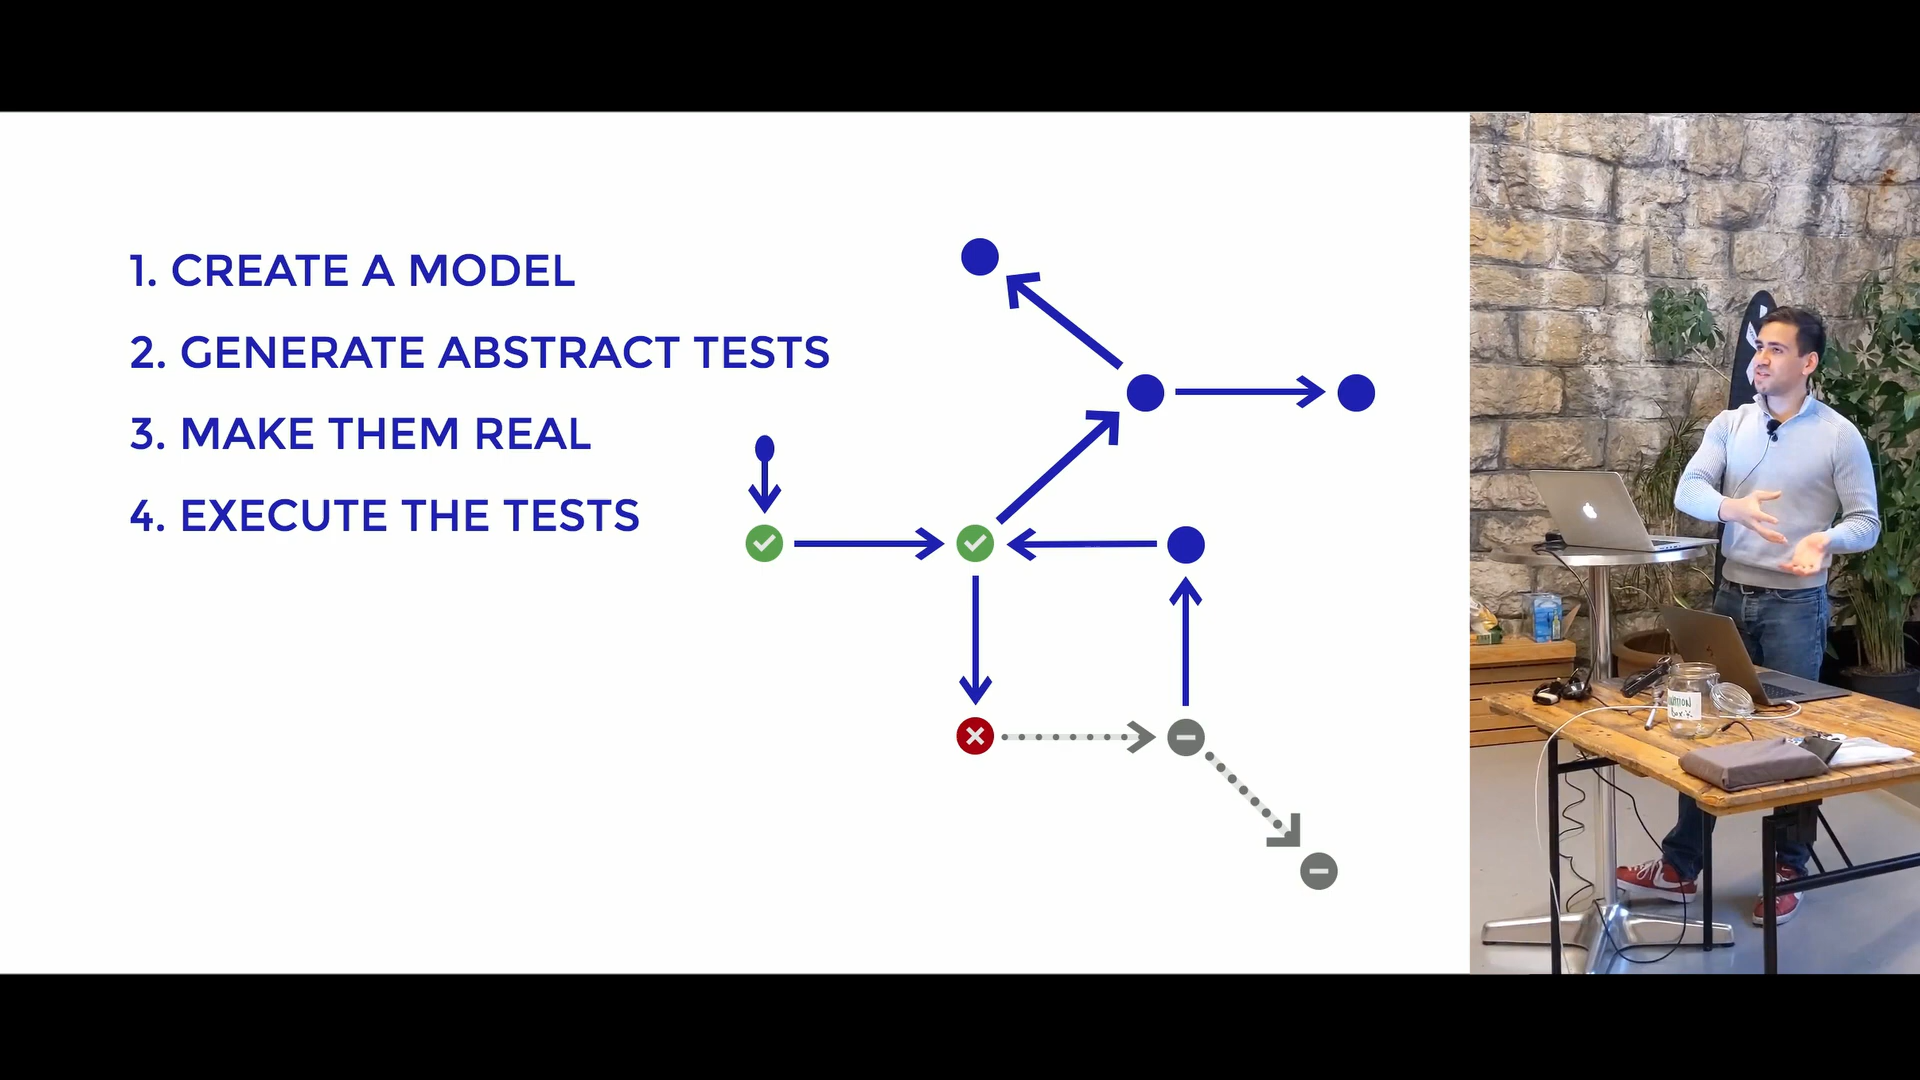 1. CREATE A MODEL
2. GENERATE ABSTRACT TESTS
3. MAKE THEM REAL
4. EXECUTE THE TESTS